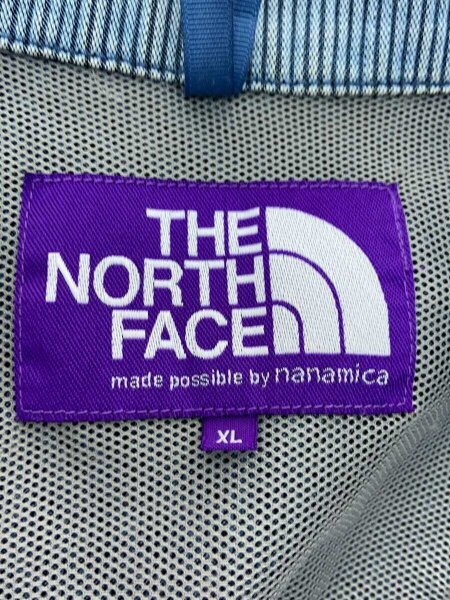 THE
NORTH
FACE
made possible by nanamica
XL